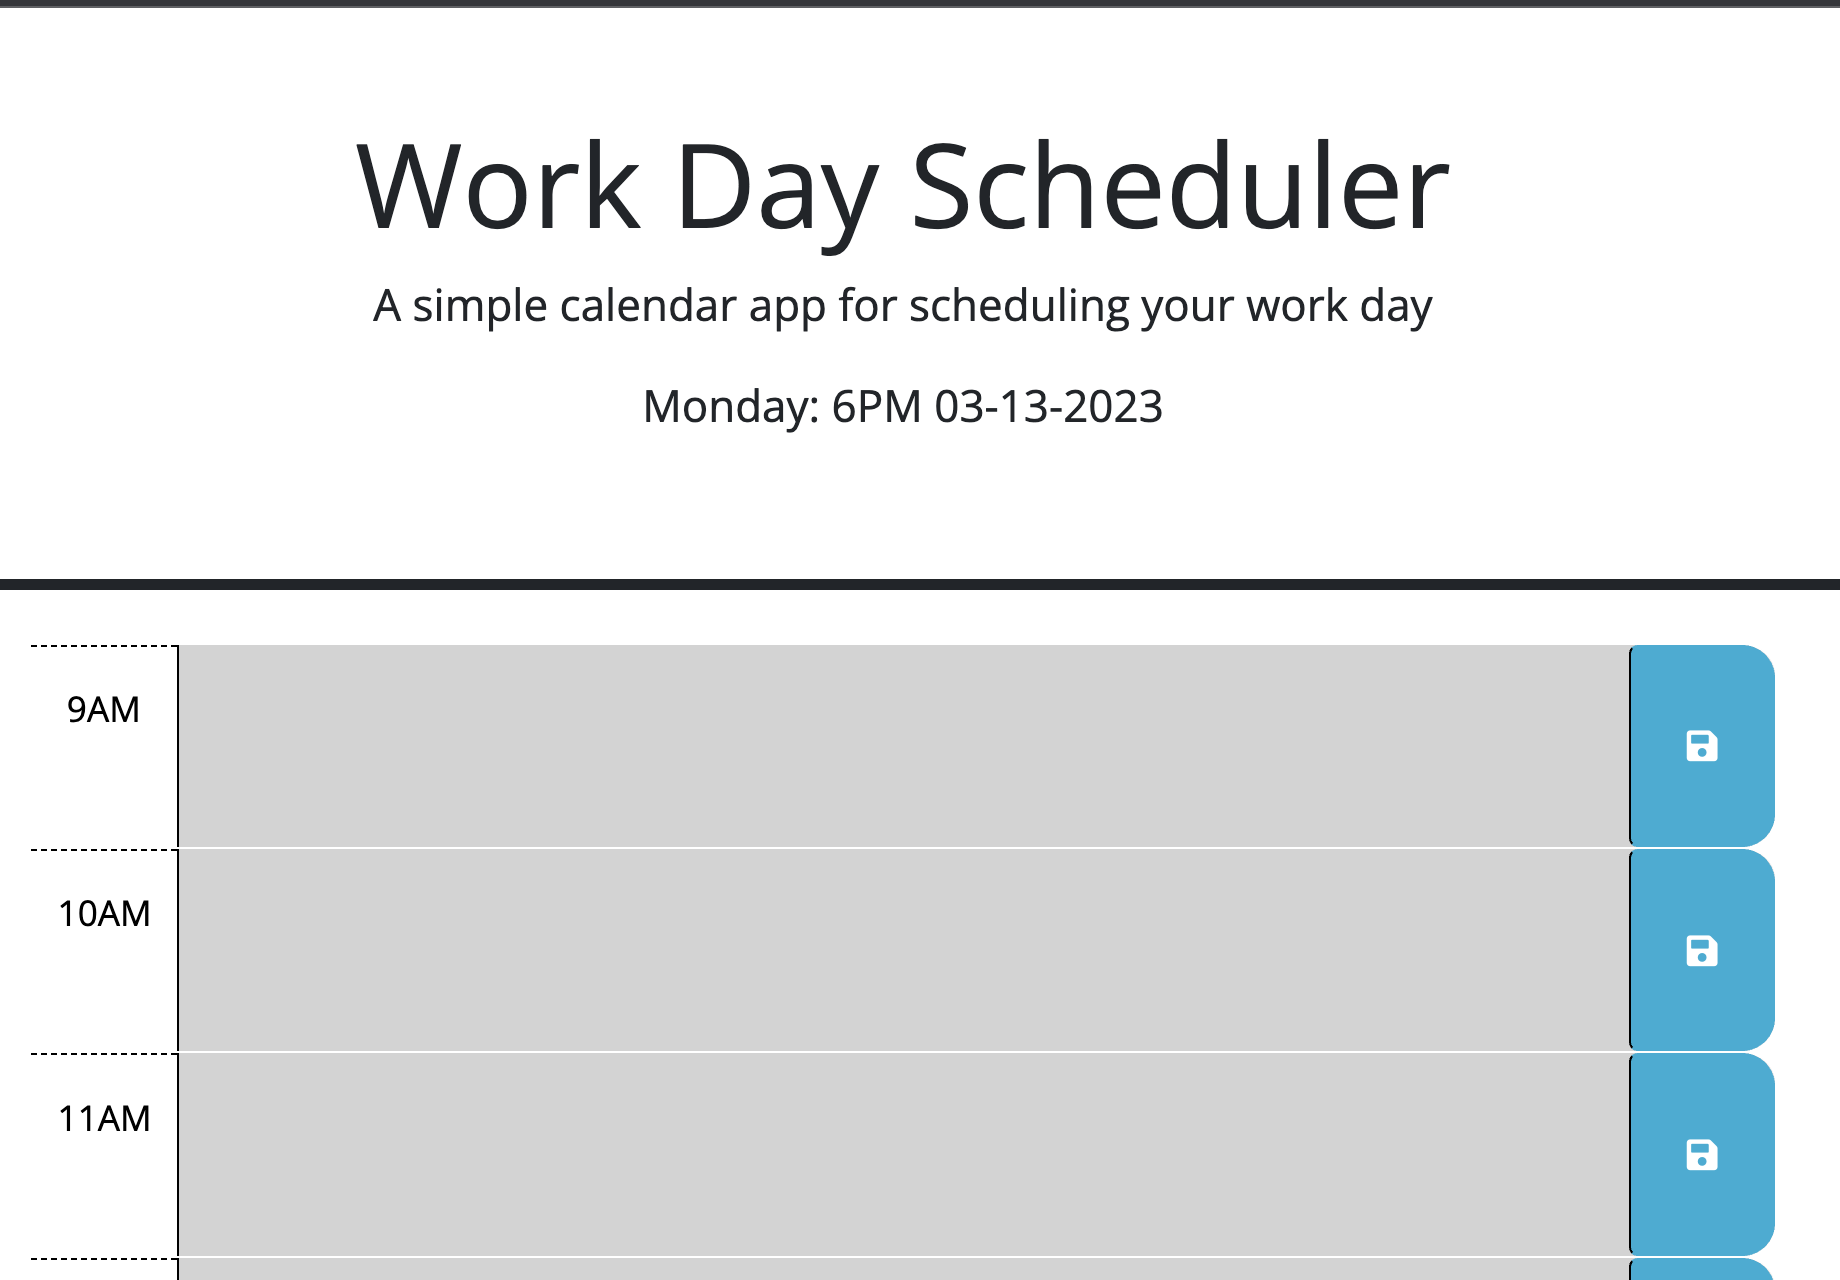 Work Day Scheduler
A simple calendar app for scheduling your work day
Monday: 6PM 03-13-2023
9AM
10AM
11AM